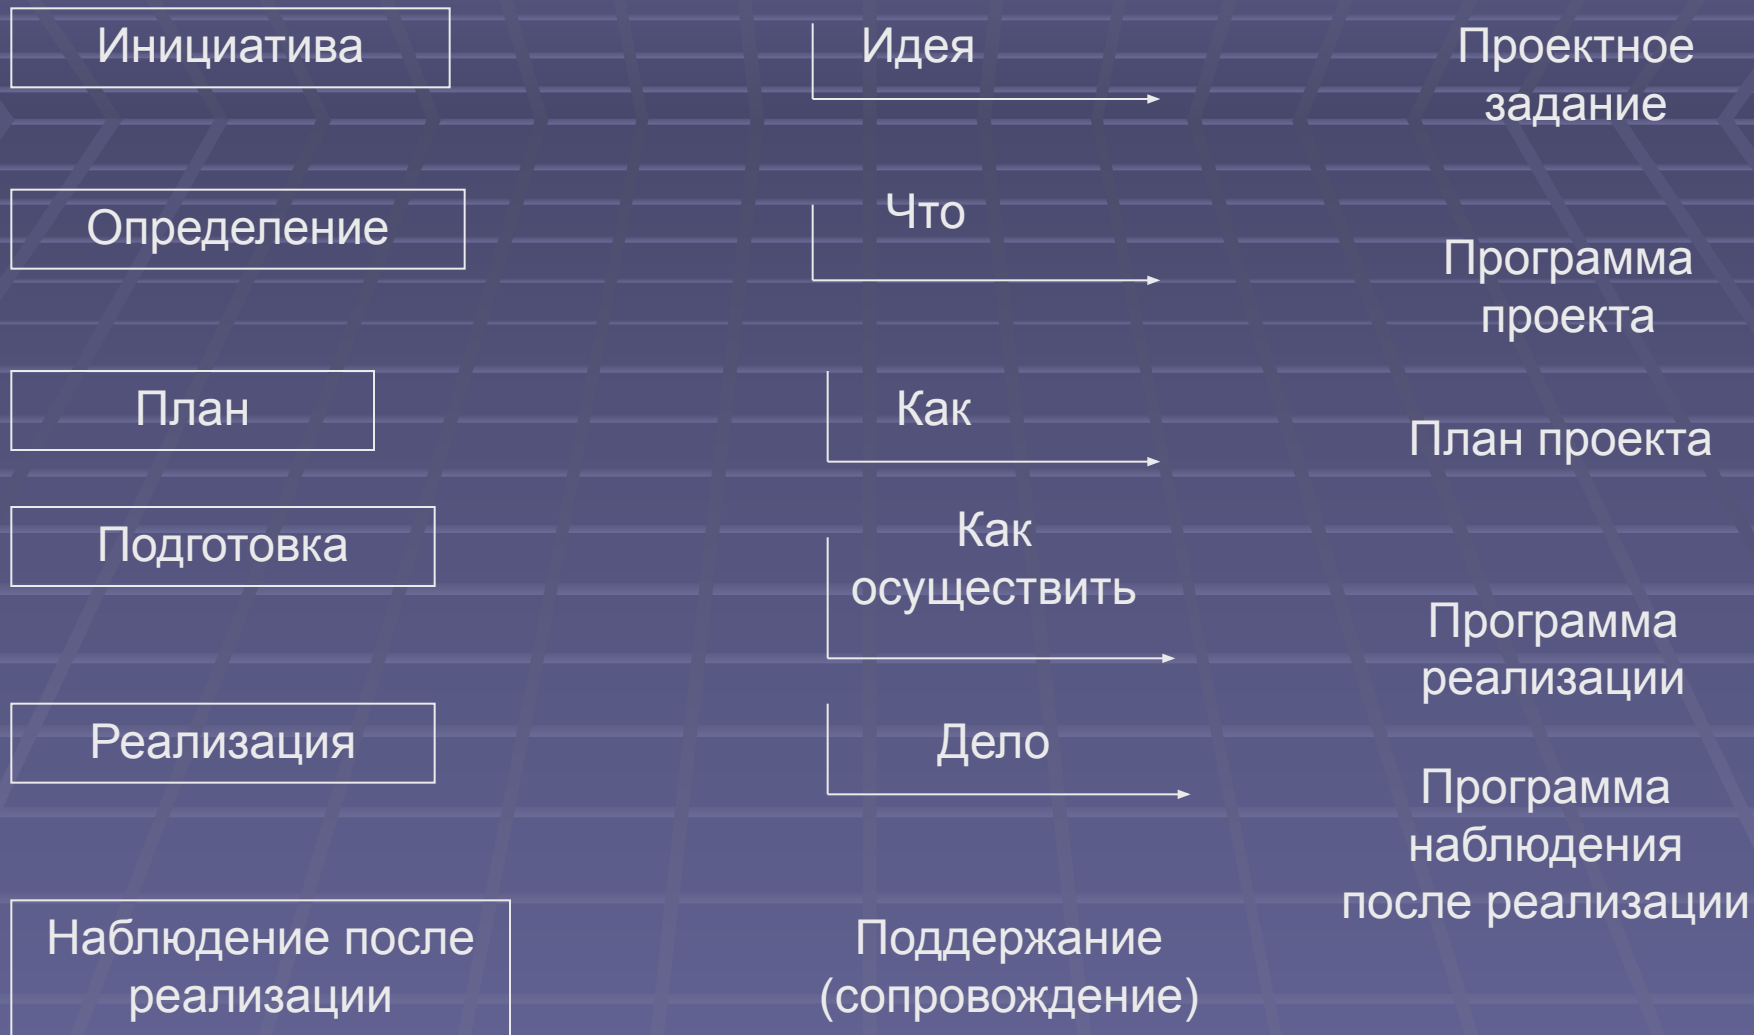 Инициатива
Идея
Проектное
задание
Определение
Что
Программа
проекта
План
Как
План проекта
Подготовка
Как
осуществить
Программа
реализации
Реализация
Дело
Программа
наблюдения
после реализации
Наблюдение после
реализации
Поддержание
(сопровождение)